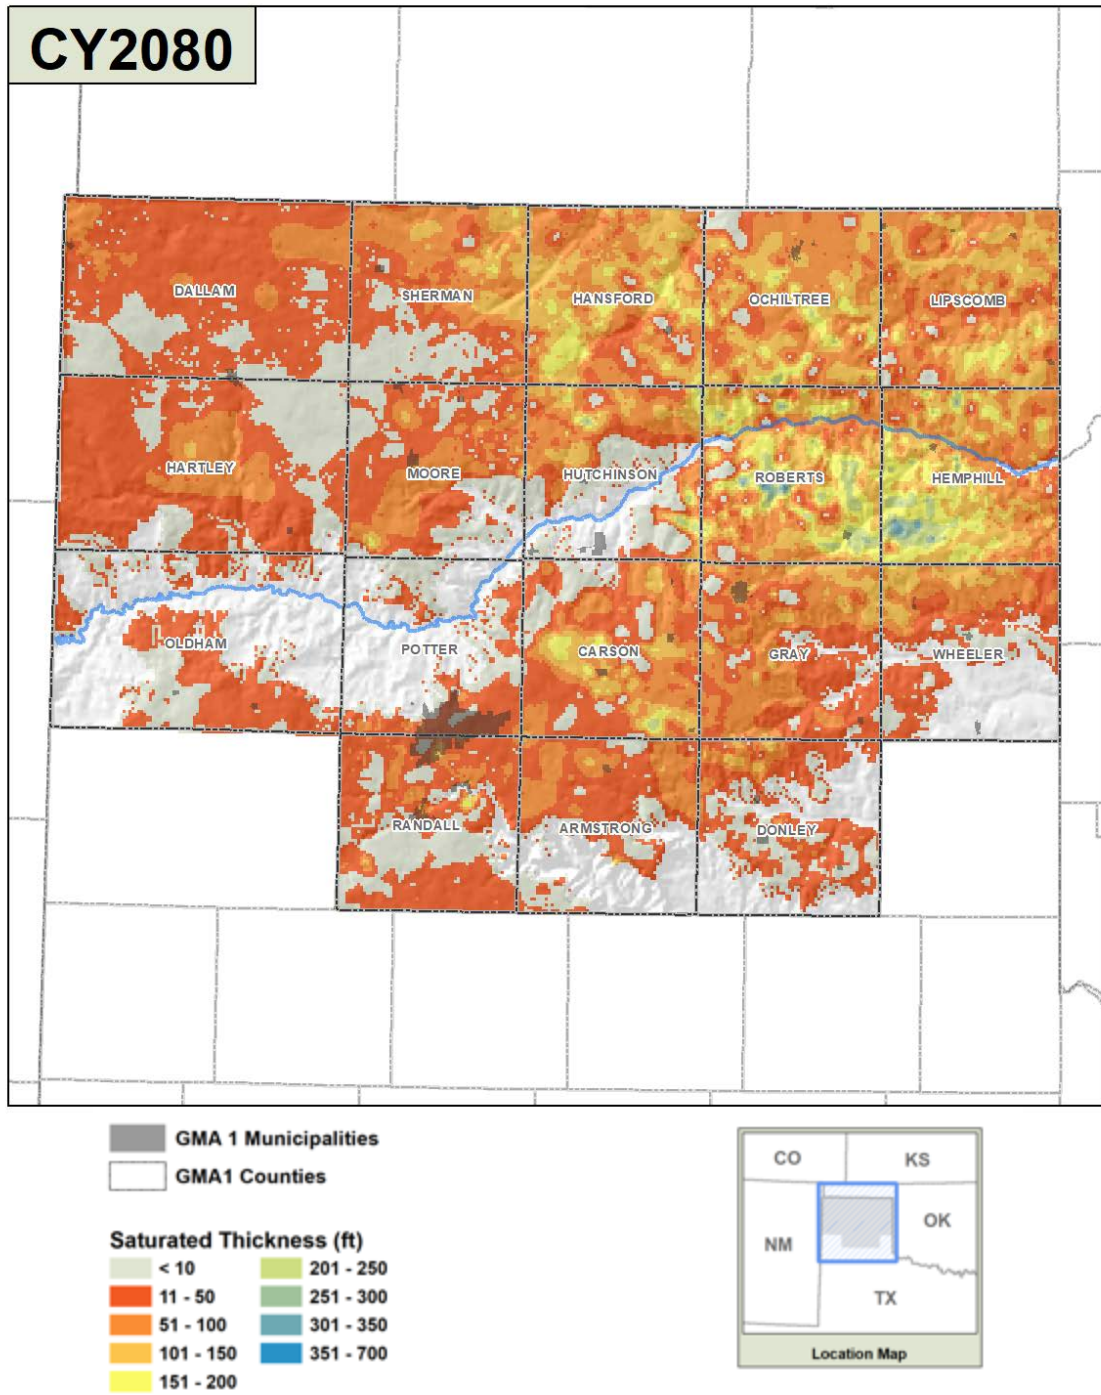 CY2080
DALLAM
SHERMAN
HANSFORD
OCHILTREE
LIPSCOMB
HARTLEY
MOORE
HUTCHINSON
ROBERTS
HEMPHILL
OLDHAM
POTTER
CARSON
GRAY
WHEELER
RANDALL
ARMSTRONG
DONLEY
GMA 1 Municipalities
GMA1 Counties
Saturated Thickness (ft)
< 10
11 - 50
51 - 100
101 - 150
151 - 200
201 - 250
251 - 300
301 - 350
351 - 700
CO
KS
NM
OK
TX
Location Map